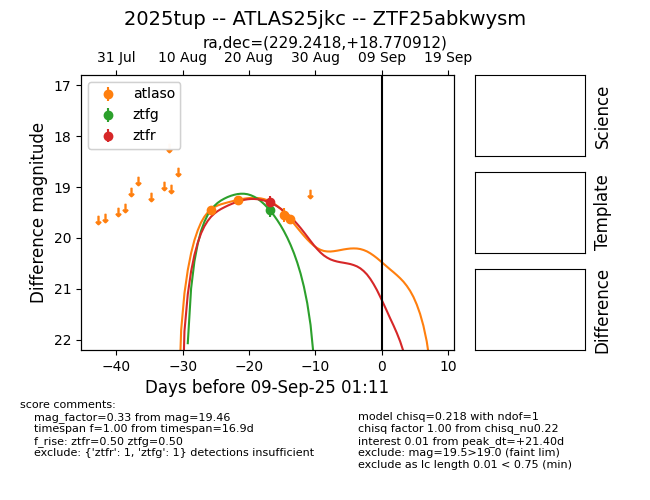 2025tup -- ATLAS25jkc -- ZTF25abkwysm
ra,dec=(229.2418,+18.770912)
31 Jul 10 Aug 20 Aug 30 Aug 09 Sep 19 Sep
atlaso
ztfg
ztfr
17
18
19
20
21
22
Difference magnitude
−40 −30 −20 −10 0 10
Days before 09-Sep-25 01:11
Science
Template
Difference
score comments:
mag_factor=0.33 from mag=19.46
timespan f=1.00 from timespan=16.9d
f_rise: ztfr=0.50 ztfg=0.50
exclude: {'ztfr': 1, 'ztfg': 1} detections insufficient
model chisq=0.218 with ndof=1
chisq factor 1.00 from chisq_nu0.22
interest 0.01 from peak_dt=+21.40d
exclude: mag=19.5>19.0 (faint lim)
exclude as lc length 0.01 < 0.75 (min)